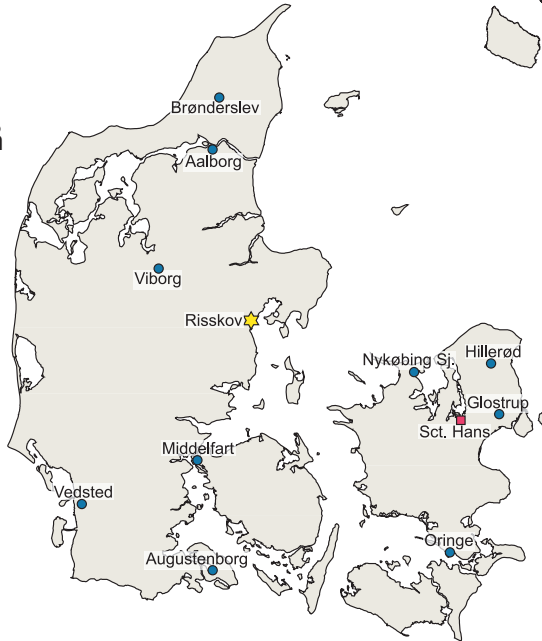 Brønderslev
Aalborg
Viborg
Risskov
Nykøbing Sj.
Hillerød
Glostrup
Sct. Hans
Middelfart
Vedsted
Oringe
Augustenborg